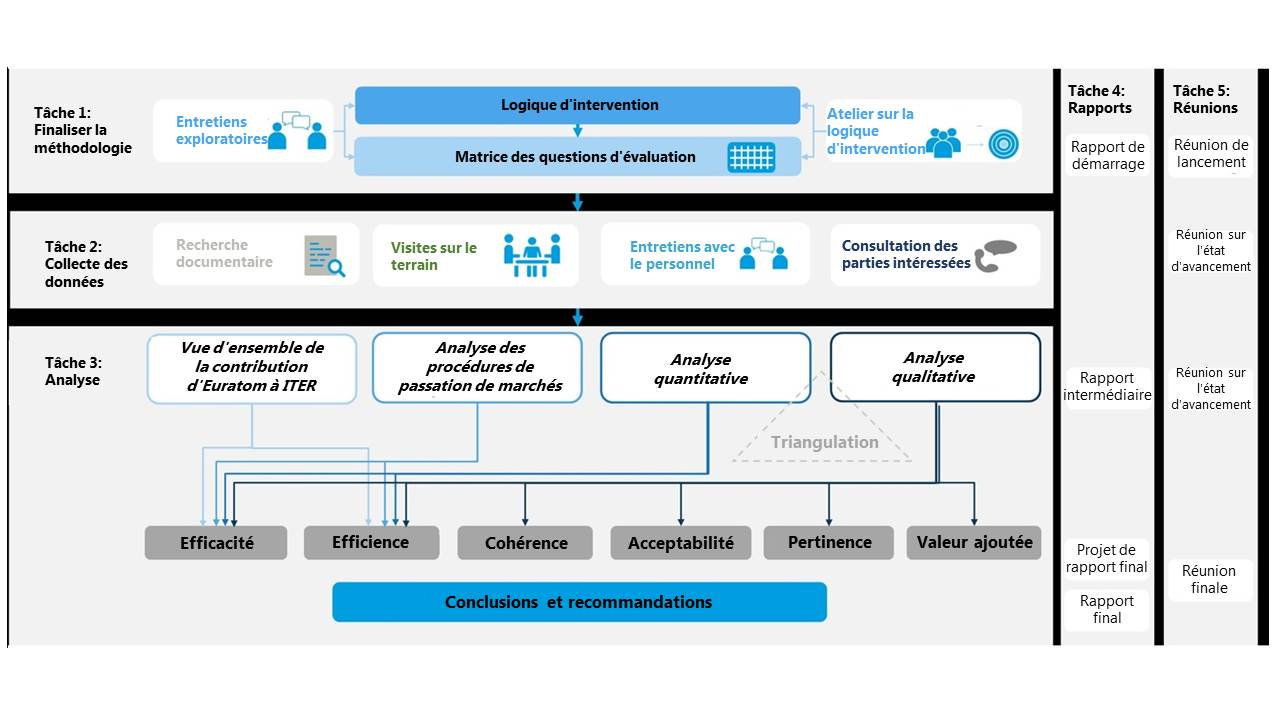 Tâche 1:
Finaliser la
méthodologie
Entretiens
exploratoires
Logique d'intervention
Matrice des questions d'évaluation
Atelier sur la
logique
d'intervention
Tâche 2:
Collecte des
données
Recherche
documentaire
Visites sur le
terrain
Entretiens avec
le personnel
Consultation des
parties intéressées
Tâche 3:
Analyse
Vue d'ensemble de
la contribution
d'Euratom à ITER
Analyse des
procédures de
passation de marchés
Analyse
quantitative
Analyse
qualitative
Triangulation
Efficacité
Efficience
Cohérence
Acceptabilité
Pertinence
Valeur ajoutée
Conclusions et recommandations
Tâche 4:
Rapports
Rapport de
démarrage
Rapport
intermédiaire
Projet de
rapport final
Rapport
final
Tâche 5:
Réunions
Réunion de
lancement
Réunion sur
l'état
d'avancement
Réunion sur
l'état
d'avancement
Réunion
finale